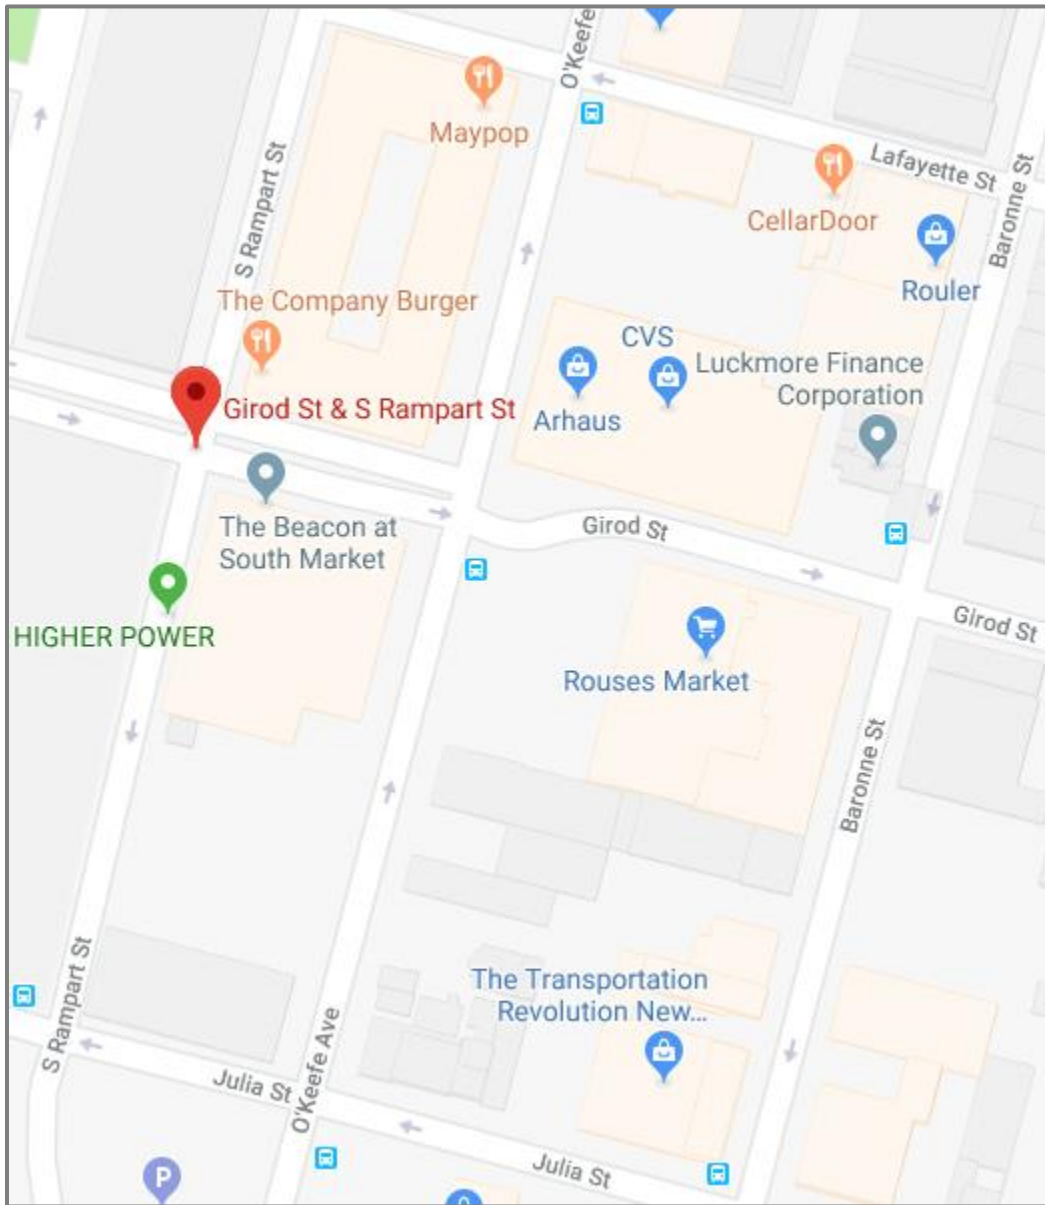 O'Keefe
Maypop
Lafayette St
S Rampart St
CellarDoor
Baronne St
Rouler
The Company Burger
CVS
Luckmore Finance
Corporation
Girod St & S Rampart St
Arhaus
The Beacon at
South Market
Girod St
Girod St
HIGHER POWER
Rouses Market
Baronne St
S Rampart St
The Transportation
Revolution New...
O'Keefe Ave
Julia St
Julia St
P